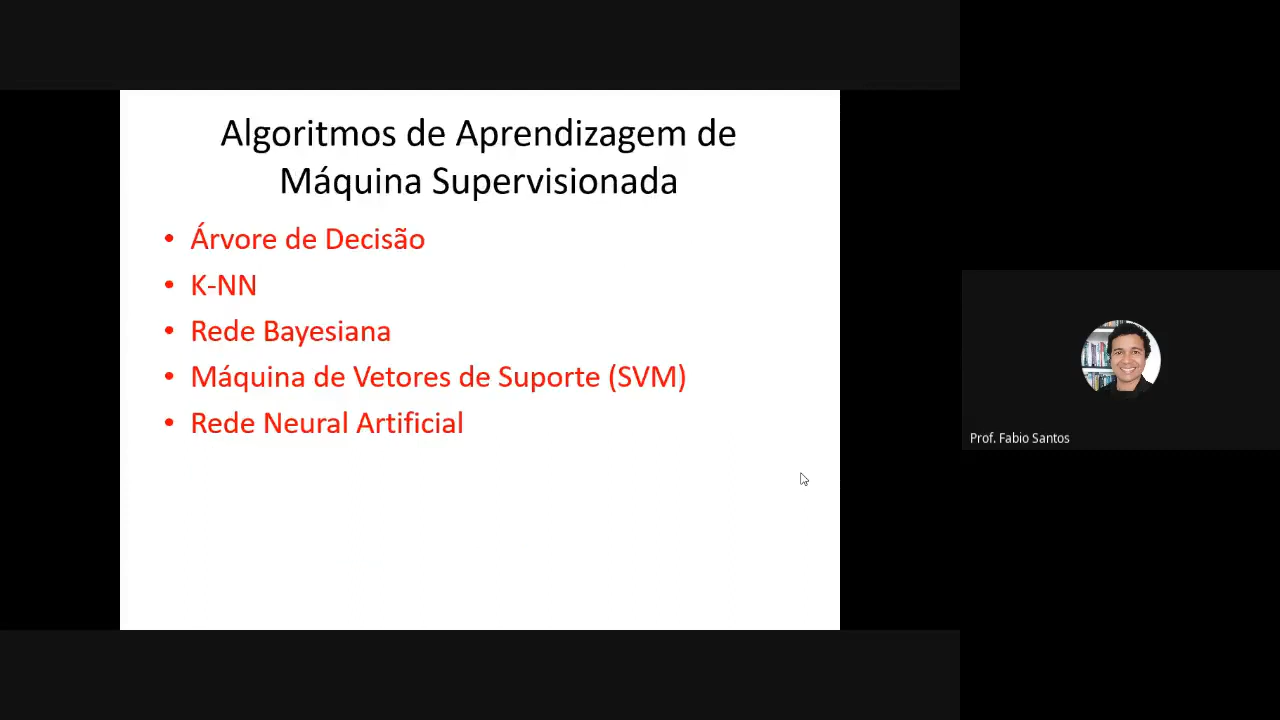 Algoritmos de Aprendizagem de
Máquina Supervisionada
• Árvore de Decisão
• K-NN
• Rede Bayesiana
• Máquina de Vetores de Suporte (SVM)
• Rede Neural Artificial
Prof. Fabio Santos